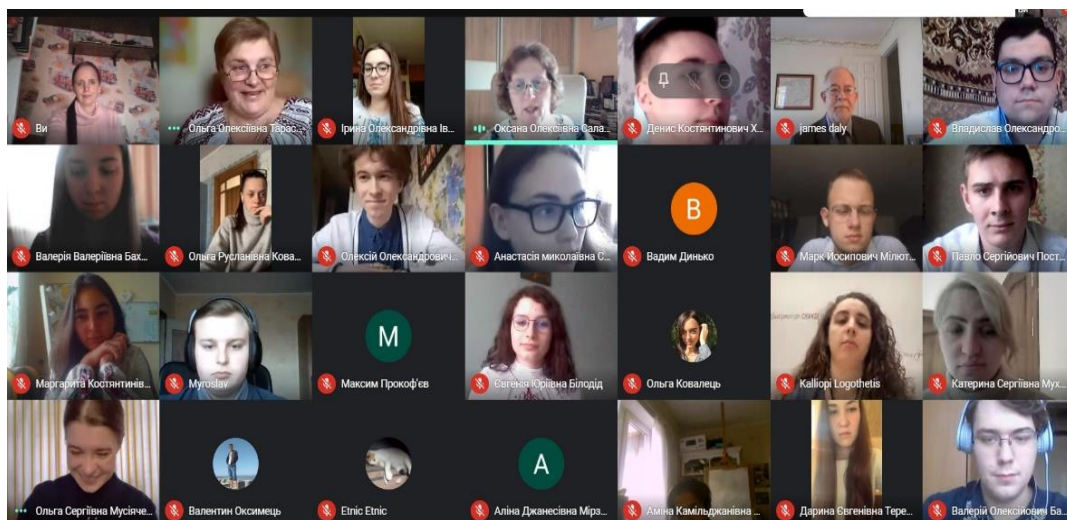 Ви
Ольга Олексіївна Тарас...
Ірина Олександрівна Ів...
Оксана Олексіївна Сала...
Денис Костянтинович Х...
james daly
Владислав Олександро...
Валерія Валеріївна Бах...
Ольга Русланівна Кова...
Олексій Олександрович...
Анастасія миколаївна С...
В
Вадим Динько
Марк Йосипович Мілют...
Павло Сергійович Пост...
Маргарита Костянтинів...
Myroslav
М
Максим Прокоф'єв
Євгенія Юріївна Білодід
Ольга Ковалець
Kalliopi Logothetis
Катерина Сергіївна Мух...
Ольга Сергіївна Мусіяче...
Валентин Оксимець
Etnic Etnic
А
Аліна Джанесівна Мірз...
Аміна Камільджанівна ...
Дарина Євгенівна Тере...
Валерій Олексійович Ба...